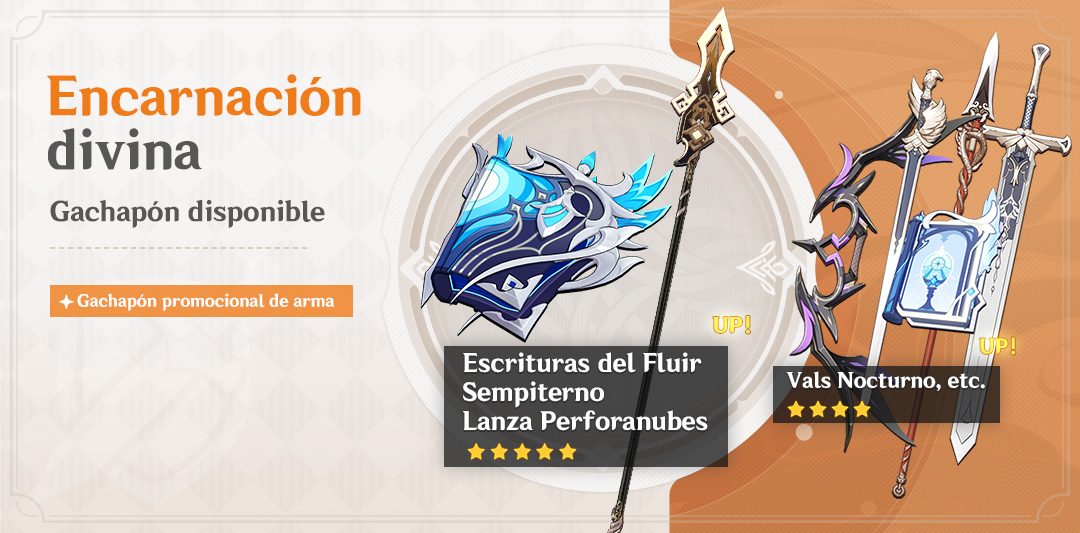 Encarnación
divina
Gachapón disponible
Gachapón promocional de arma
UP!
Escrituras del Fluir
Sempiterno
Lanza Perforanubes
UP!
Vals Nocturno, etc.